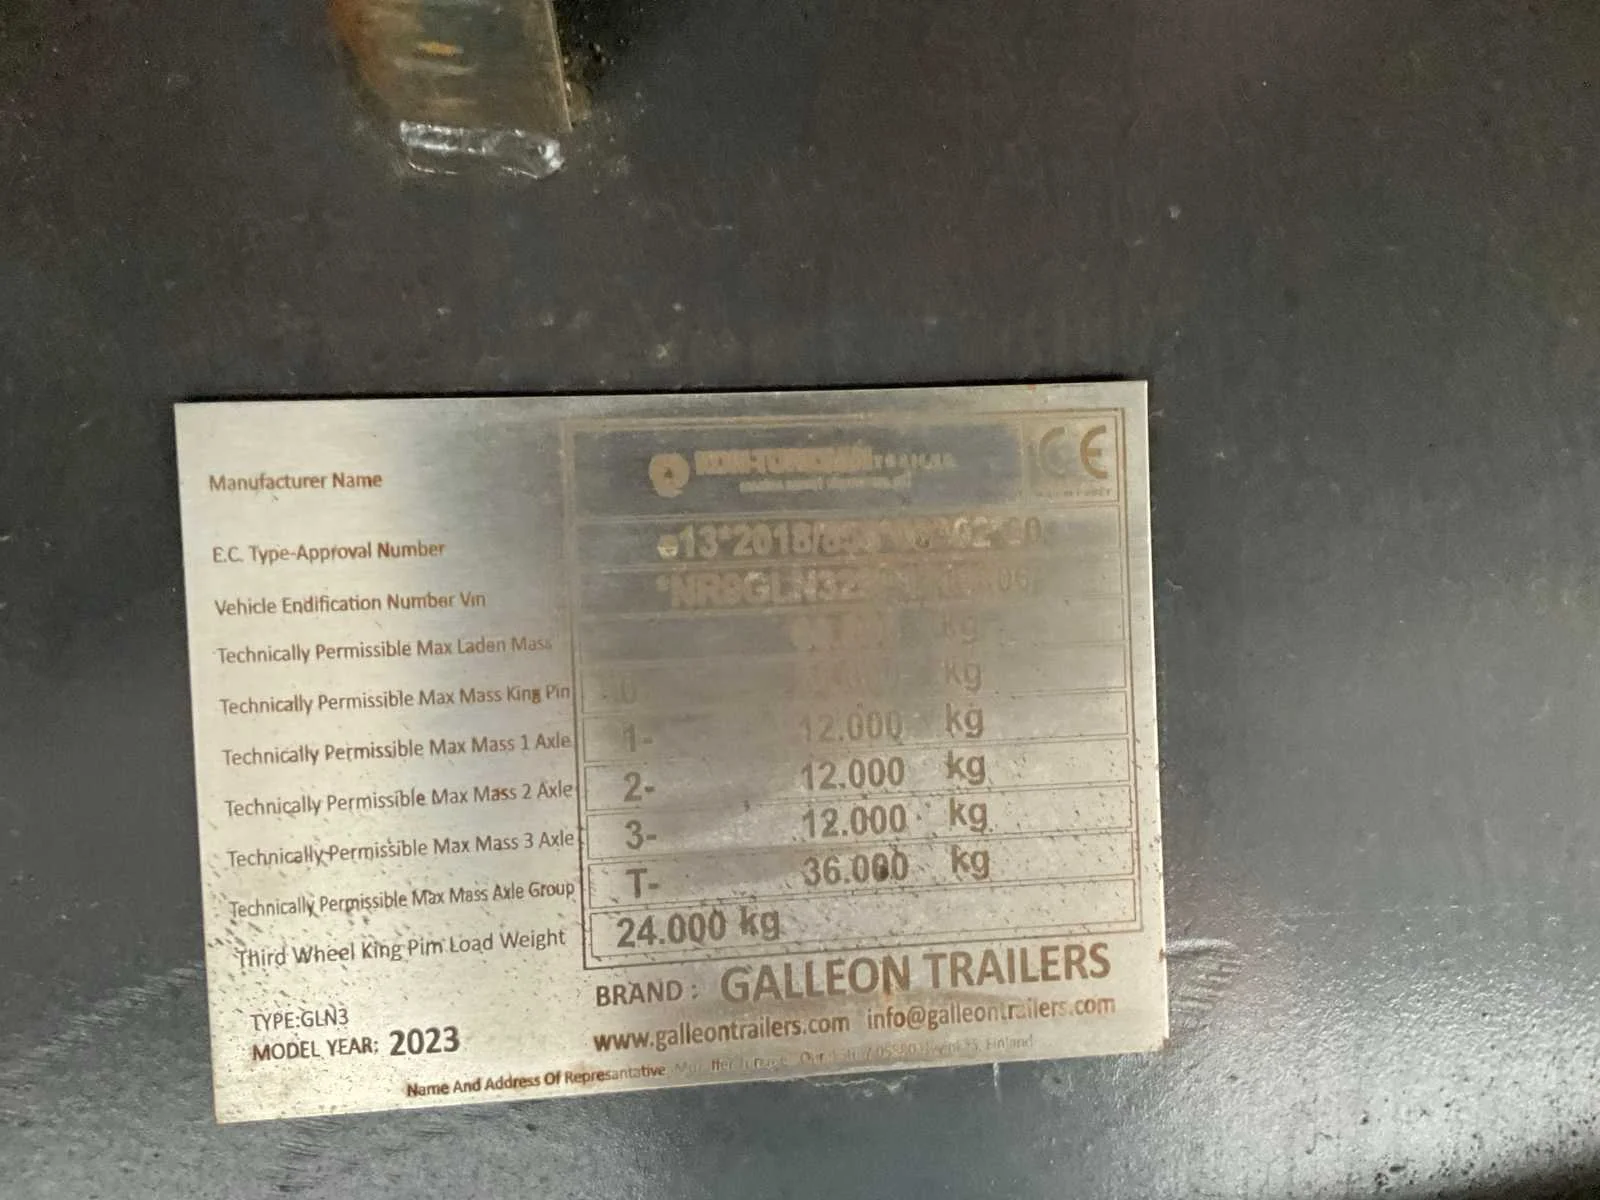 Manufacturer Name
TRAILER
CE
E.C. Type-Approval Number
Vehicle Endification Number Vin
Technically Permissible Max Laden Mass kg
Technically Permissible Max Mass King Pin 0- kg
Technically Permissible Max Mass 1 Axle 1- 12.000 kg
Technically Permissible Max Mass 2 Axle 2- 12.000 kg
Technically Permissible Max Mass 3 Axle 3- 12.000 kg
Technically Permissible Max Mass Axle Group T- 36.000 kg
Third Wheel King Pim Load Weight 24.000 kg
BRAND : GALLEON TRAILERS
TYPE:GLN3
www.galleontrailers.com info@galleontrailers.com
MODEL YEAR: 2023
Name And Address Of Represantative Finland